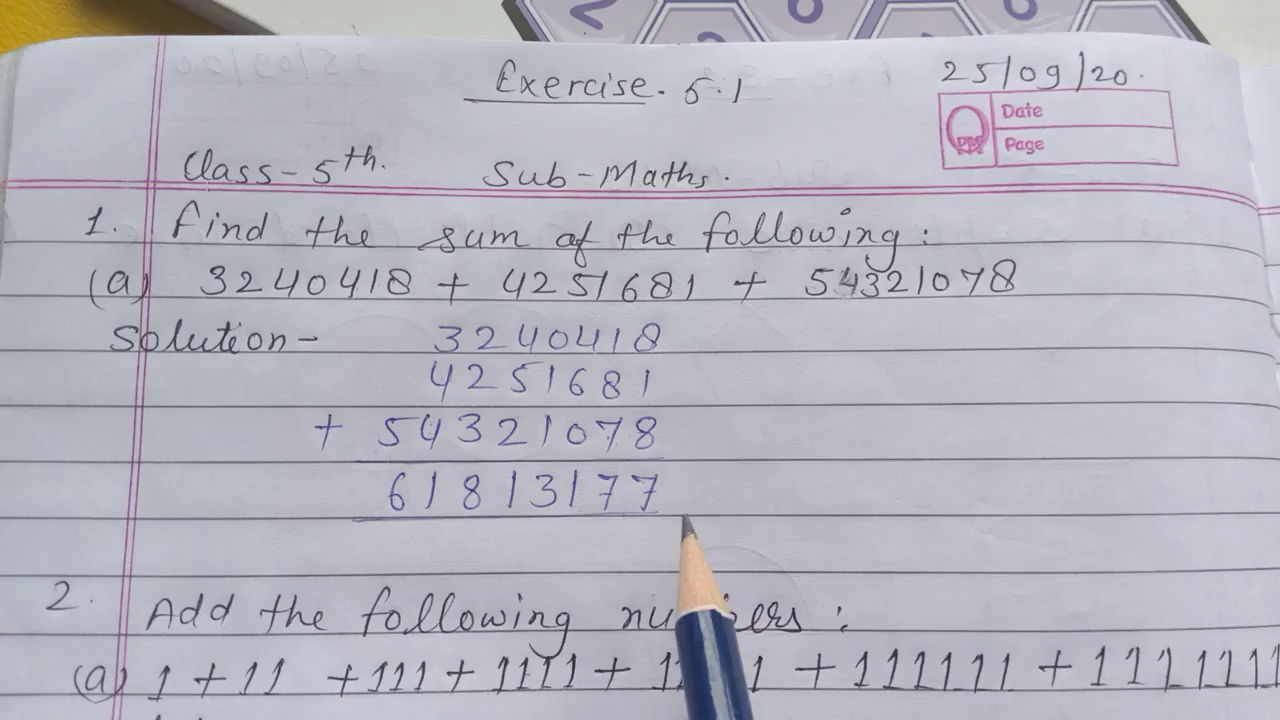 Exercise. 5.1
25/09/20.
Date
Page
Class-5th.
Sub-Maths.
1. Find the sum of the following:
(a) 3240418 + 4251681 + 54321078
Solution-
3240418
4251681
+ 54321078
61813177
2. Add the following
(a) 1 + 11 + 111 + 1111 + + 111111 + 1111111